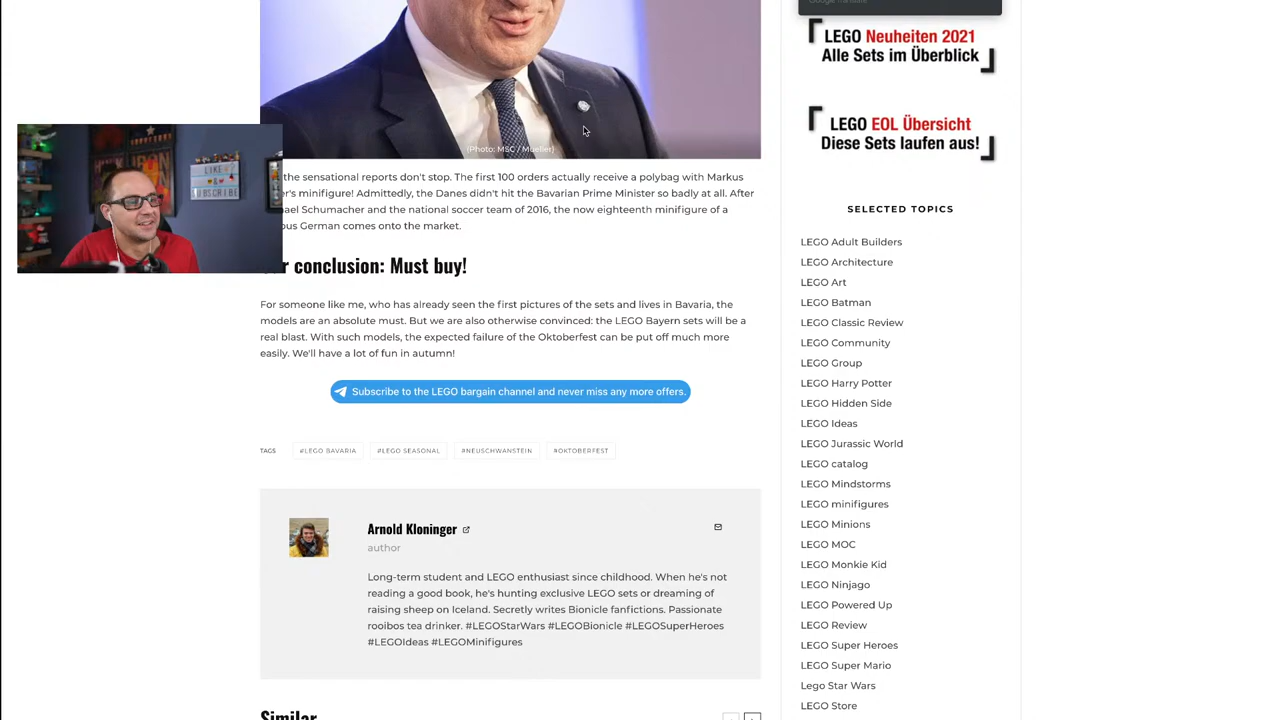 Google Translate
LEGO Neuheiten 2021
Alle Sets im Überblick
LEGO EOL Übersicht
Diese Sets laufen aus!
(Photo: MSC / Mueller)
LIKE
SUBSCRIBE
the sensational reports don't stop. The first 100 orders actually receive a polybag with Markus
er's minifigure! Admittedly, the Danes didn't hit the Bavarian Prime Minister so badly at all. After
ael Schumacher and the national soccer team of 2016, the now eighteenth minifigure of a
ous German comes onto the market.
r conclusion: Must buy!
For someone like me, who has already seen the first pictures of the sets and lives in Bavaria, the
models are an absolute must. But we are also otherwise convinced: the LEGO Bayern sets will be a
real blast. With such models, the expected failure of the Oktoberfest can be put off much more
easily. We'll have a lot of fun in autumn!
Subscribe to the LEGO bargain channel and never miss any more offers.
TAGS #LEGO BAVARIA #LEGO SEASONAL #NEUSCHWANSTEIN #OKTOBERFEST
Arnold Kloninger
author
Long-term student and LEGO enthusiast since childhood. When he's not
reading a good book, he's hunting exclusive LEGO sets or dreaming of
raising sheep on Iceland. Secretly writes Bionicle fanfictions. Passionate
rooibos tea drinker. #LEGOStarWars #LEGOBionicle #LEGOSuperHeroes
#LEGOIdeas #LEGOMinifigures
Similar
SELECTED TOPICS
LEGO Adult Builders
LEGO Architecture
LEGO Art
LEGO Batman
LEGO Classic Review
LEGO Community
LEGO Group
LEGO Harry Potter
LEGO Hidden Side
LEGO Ideas
LEGO Jurassic World
LEGO catalog
LEGO Mindstorms
LEGO minifigures
LEGO Minions
LEGO MOC
LEGO Monkie Kid
LEGO Ninjago
LEGO Powered Up
LEGO Review
LEGO Super Heroes
LEGO Super Mario
Lego Star Wars
LEGO Store